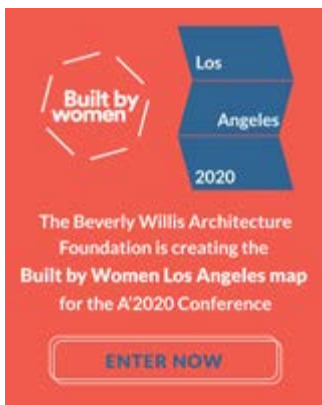 Built by
women
Los
Angeles
2020
The Beverly Willis Architecture
Foundation is creating the
Built by Women Los Angeles map
for the A'2020 Conference
ENTER NOW